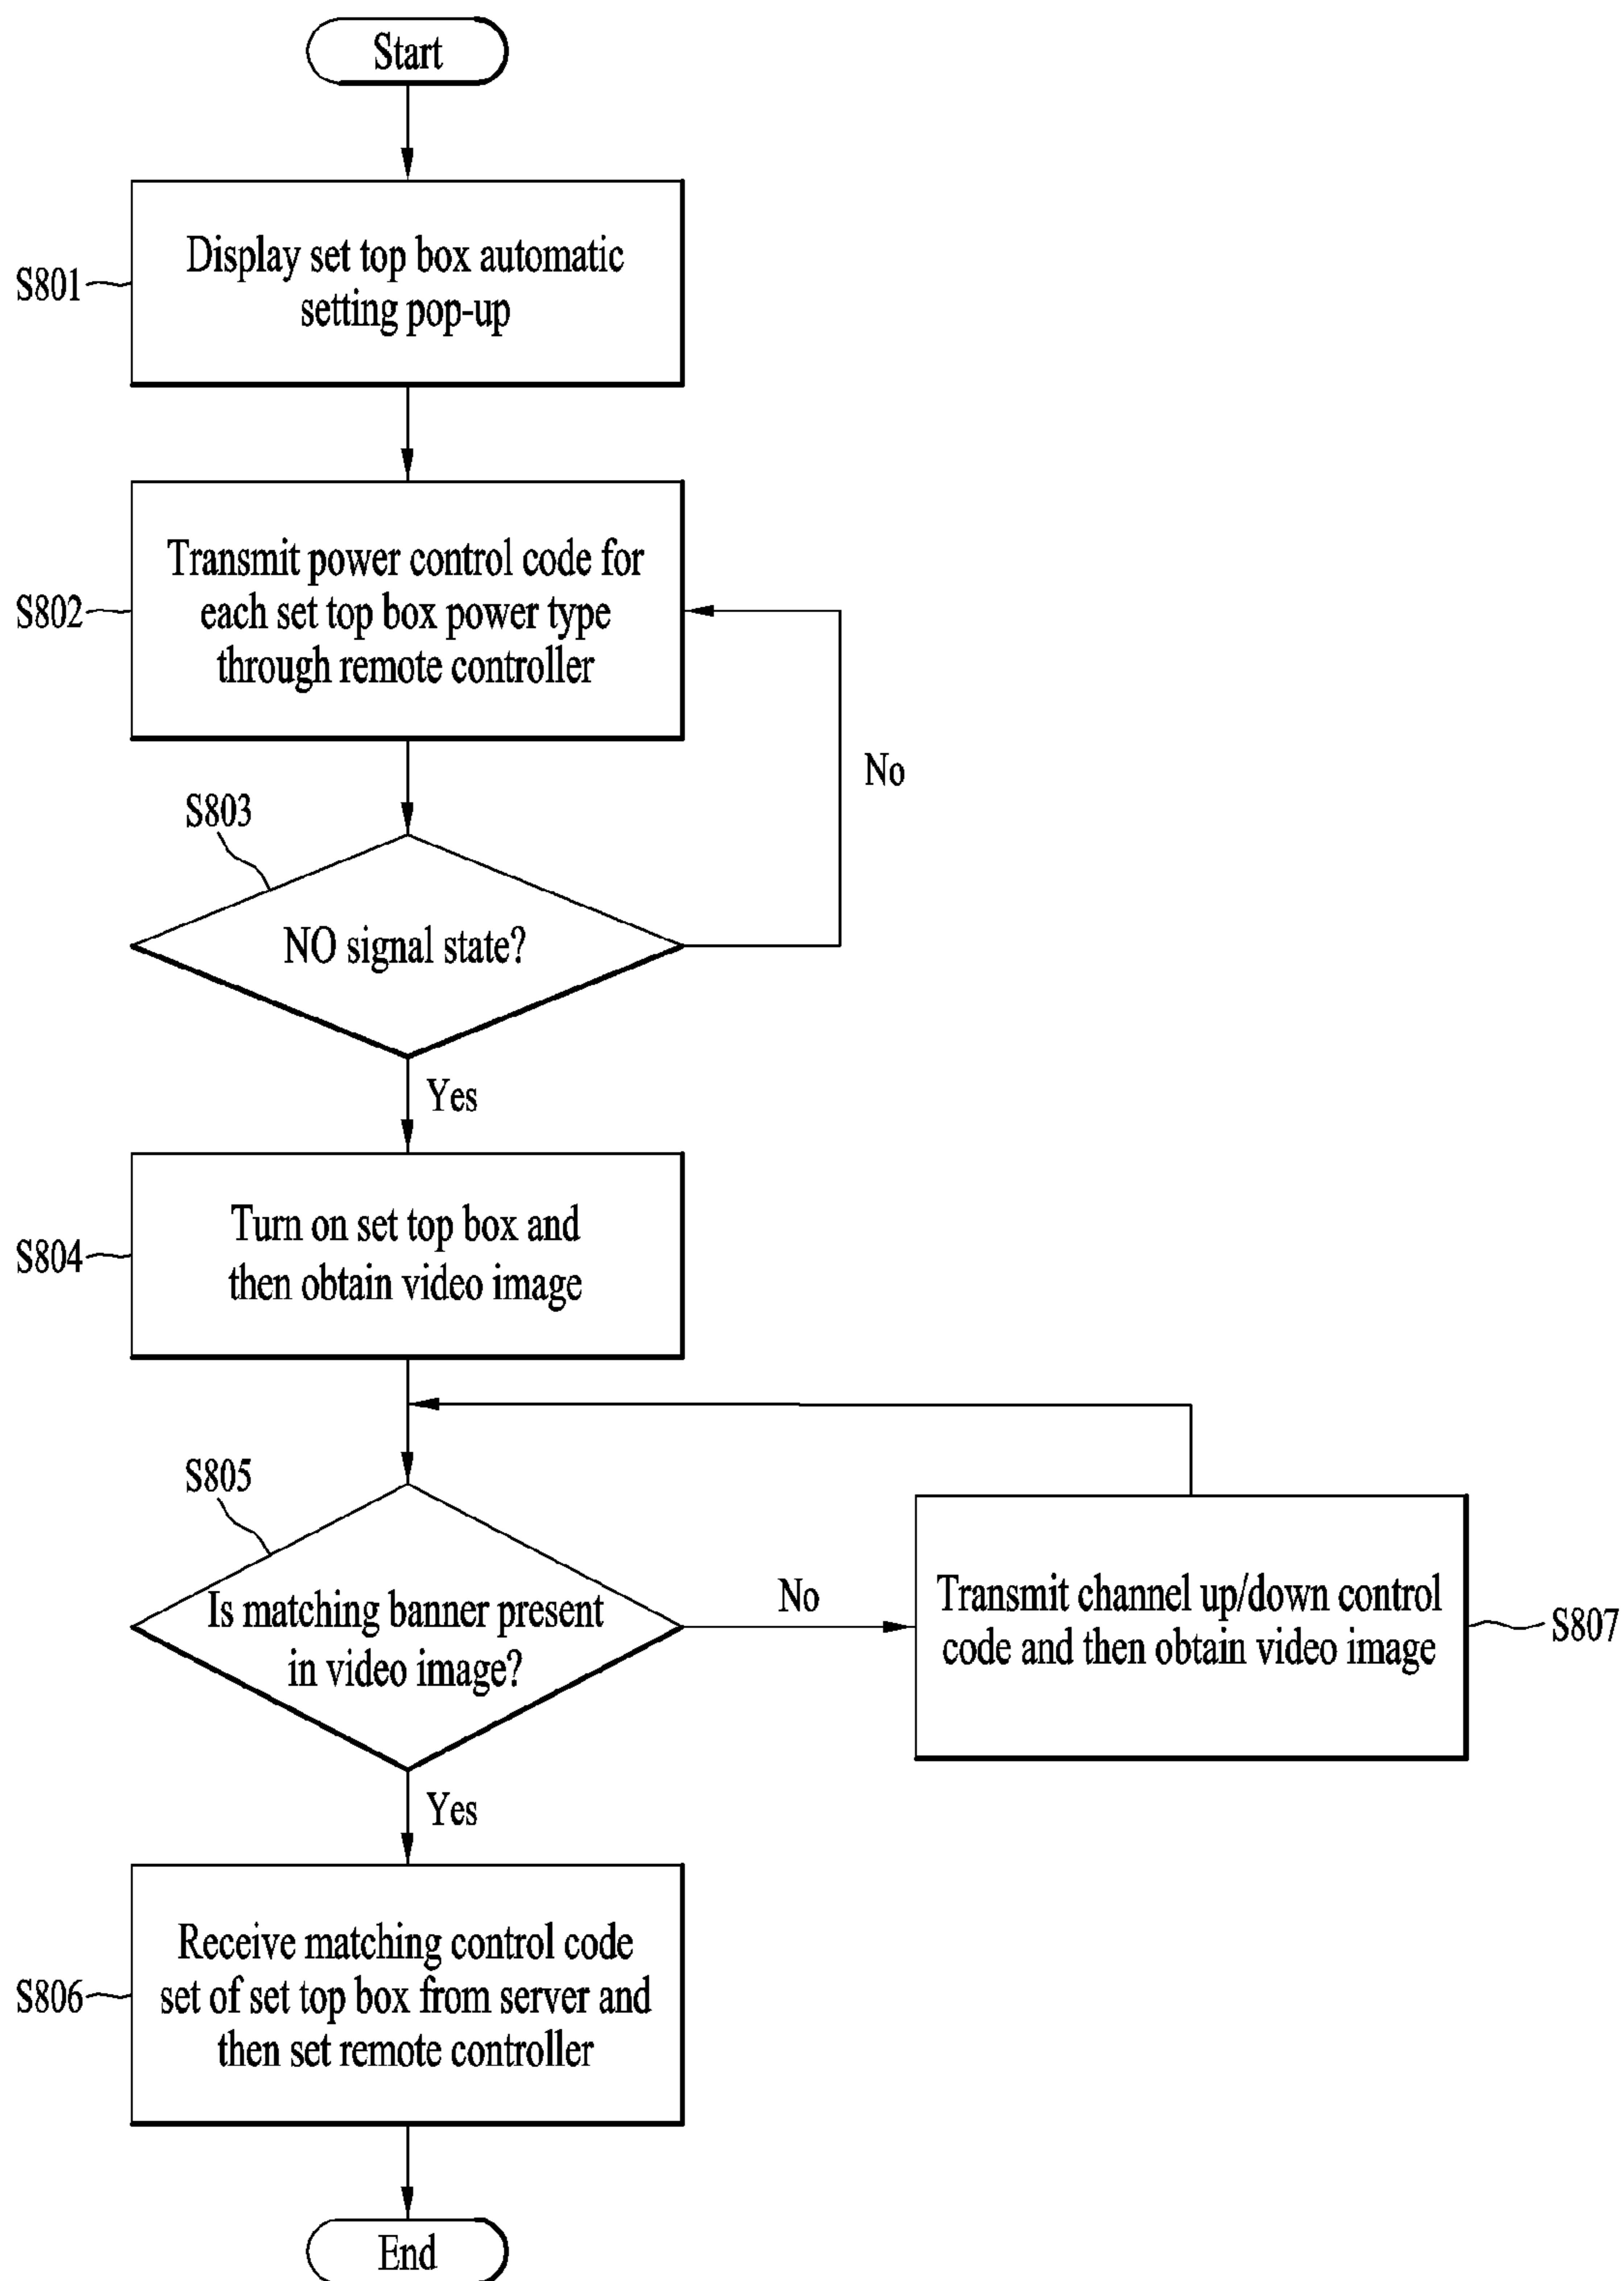 Start
S801
Display set top box automatic
setting pop-up
S802
Transmit power control code for
each set top box power type
through remote controller
No
S803
NO signal state?
Yes
S804
Turn on set top box and
then obtain video image
S805
Is matching banner present
in video image?
No
Transmit channel up/down control
code and then obtain video image
S807
Yes
S806
Receive matching control code
set of set top box from server and
then set remote controller
End